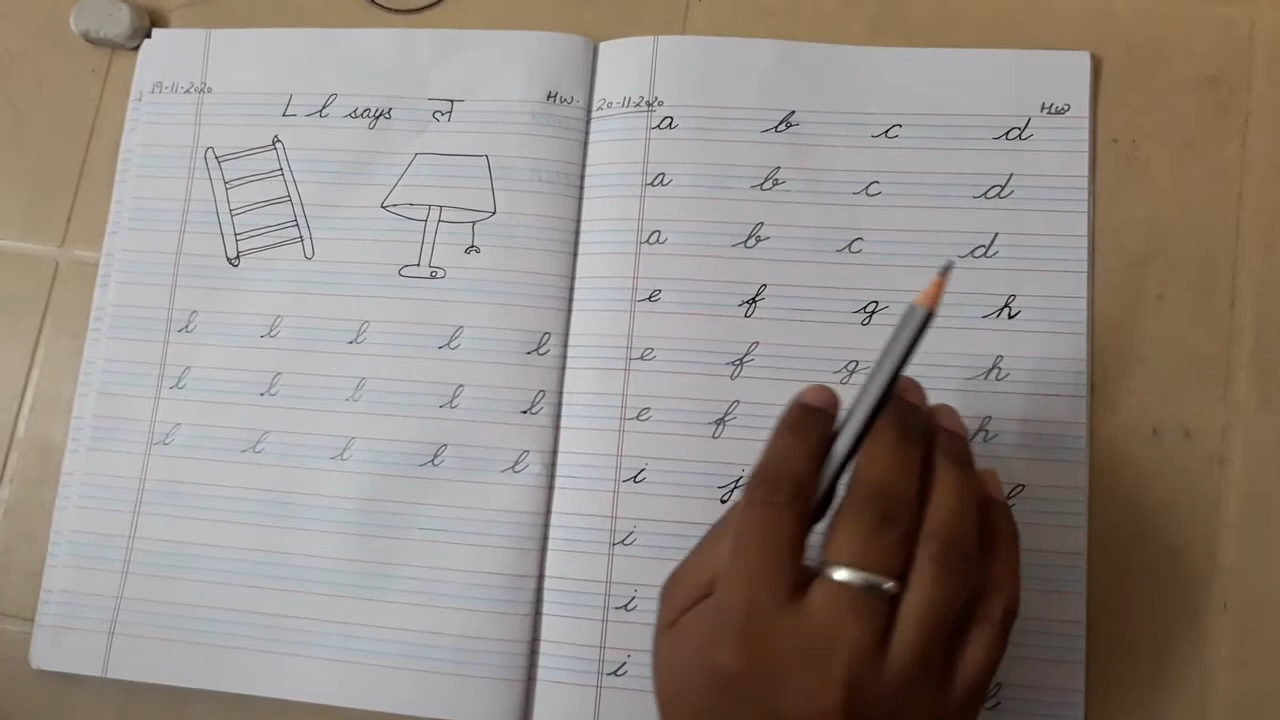 19-11-2020 HW.
L l says ल
l l l l l
l l l l l
l l l l l
20-11-2020 HW
a b c d
a b c d
a b c d
e f g h
e f g h
e f h
i j l
i
i
i l